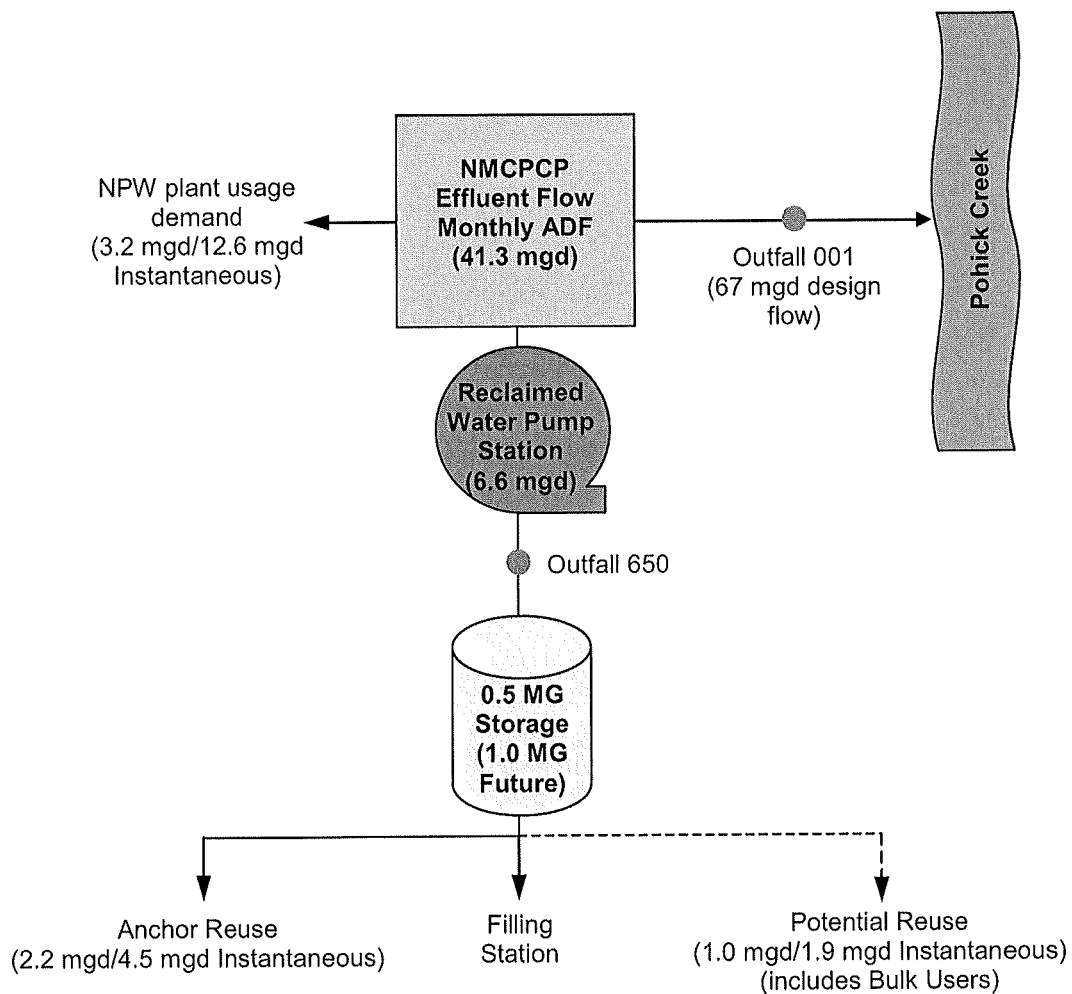 NMCPCP
Effluent Flow
Monthly ADF
(41.3 mgd)
NPW plant usage
demand
(3.2 mgd/12.6 mgd
Instantaneous)
Outfall 001
(67 mgd design
flow)
Pohick Creek
Reclaimed
Water Pump
Station
(6.6 mgd)
Outfall 650
0.5 MG
Storage
(1.0 MG
Future)
Anchor Reuse
(2.2 mgd/4.5 mgd Instantaneous)
Filling
Station
Potential Reuse
(1.0 mgd/1.9 mgd Instantaneous)
(includes Bulk Users)